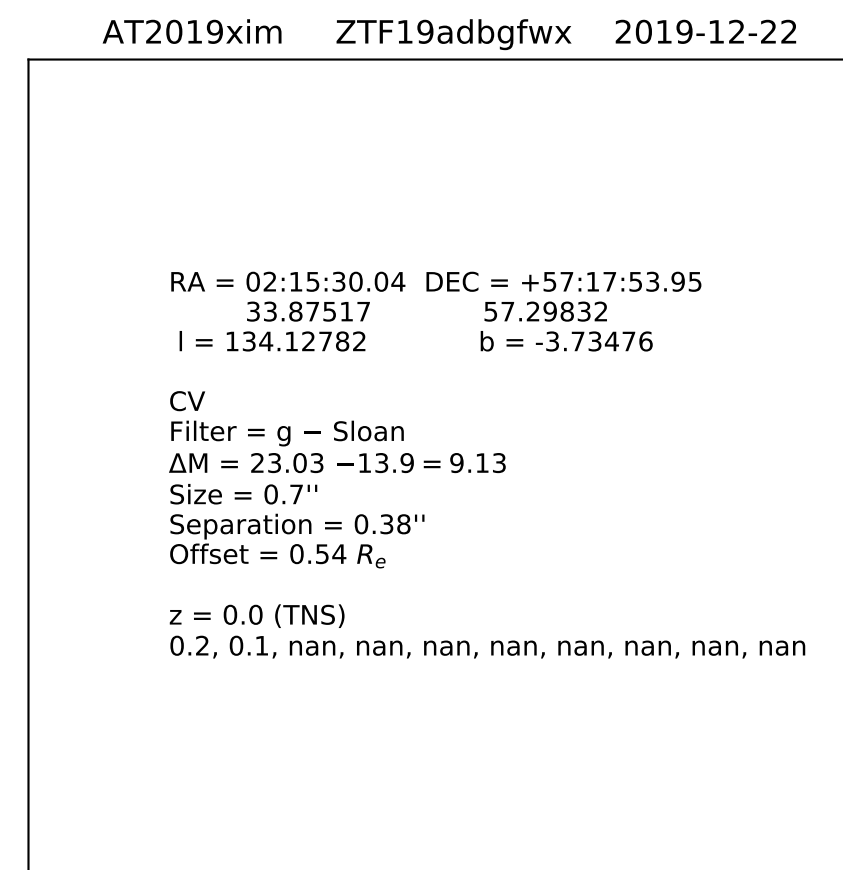 AT2019xim ZTF19adbgfwx 2019-12-22
RA = 02:15:30.04 DEC = +57:17:53.95
33.87517 57.29832
l = 134.12782 b = -3.73476
CV
Filter = g − Sloan
ΔM = 23.03 −13.9 = 9.13
Size = 0.7''
Separation = 0.38''
Offset = 0.54 Rₑ
z = 0.0 (TNS)
0.2, 0.1, nan, nan, nan, nan, nan, nan, nan, nan